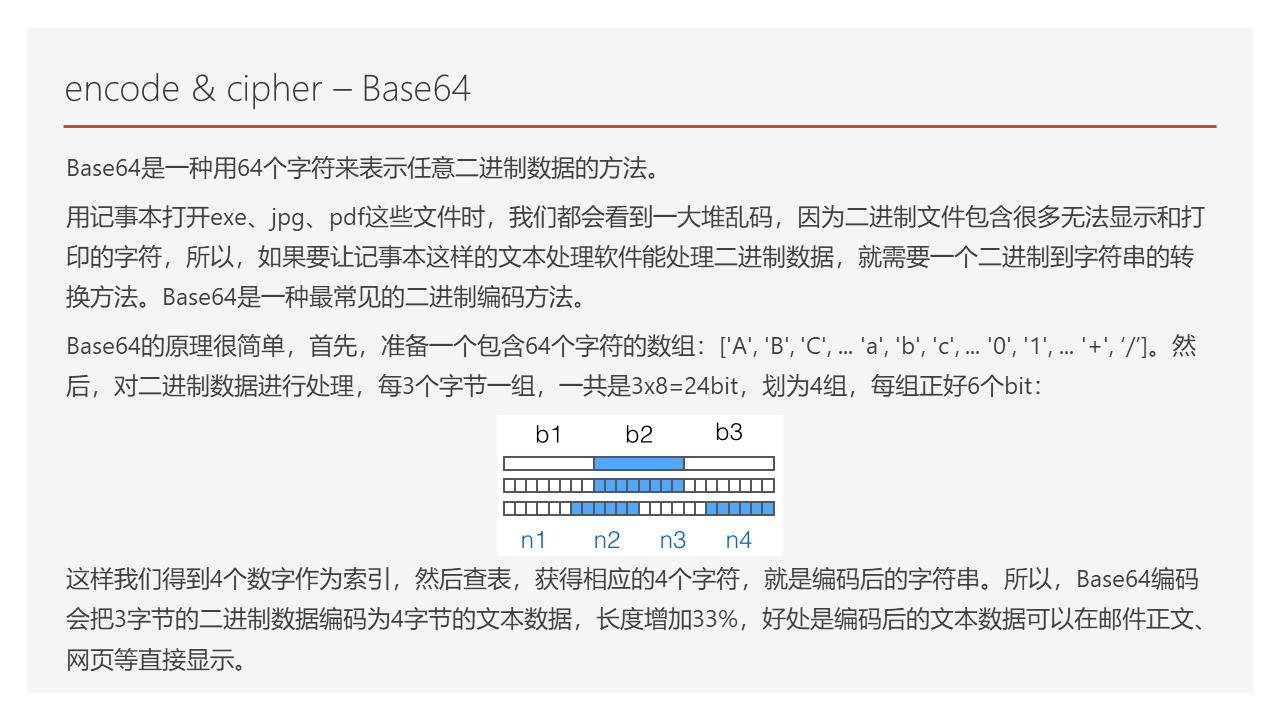 encode & cipher – Base64
Base64是一种用64个字符来表示任意二进制数据的方法。
用记事本打开exe、jpg、pdf这些文件时，我们都会看到一大堆乱码，因为二进制文件包含很多无法显示和打
印的字符，所以，如果要让记事本这样的文本处理软件能处理二进制数据，就需要一个二进制到字符串的转
换方法。Base64是一种最常见的二进制编码方法。
Base64的原理很简单，首先，准备一个包含64个字符的数组：['A', 'B', 'C', ... 'a', 'b', 'c', ... '0', '1', ... '+', ‘/’]。然
后，对二进制数据进行处理，每3个字节一组，一共是3x8=24bit，划为4组，每组正好6个bit：
b1 b2 b3
n1 n2 n3 n4
这样我们得到4个数字作为索引，然后查表，获得相应的4个字符，就是编码后的字符串。所以，Base64编码
会把3字节的二进制数据编码为4字节的文本数据，长度增加33%，好处是编码后的文本数据可以在邮件正文、
网页等直接显示。